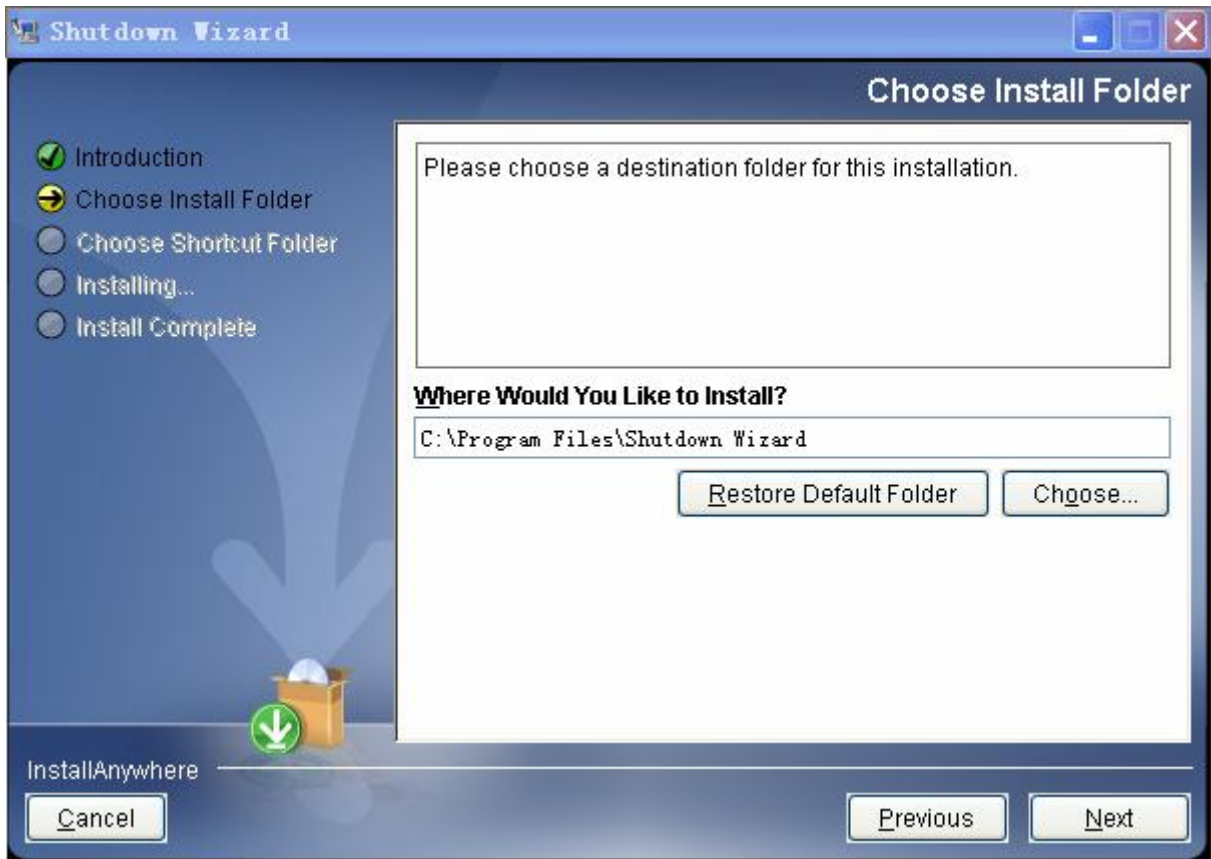 Shutdown Wizard
Choose Install Folder
Introduction
Choose Install Folder
Choose Shortcut Folder
Installing...
Install Complete
Please choose a destination folder for this installation.
Where Would You Like to Install?
C:\Program Files\Shutdown Wizard
Restore Default Folder
Choose...
InstallAnywhere
Cancel
Previous
Next